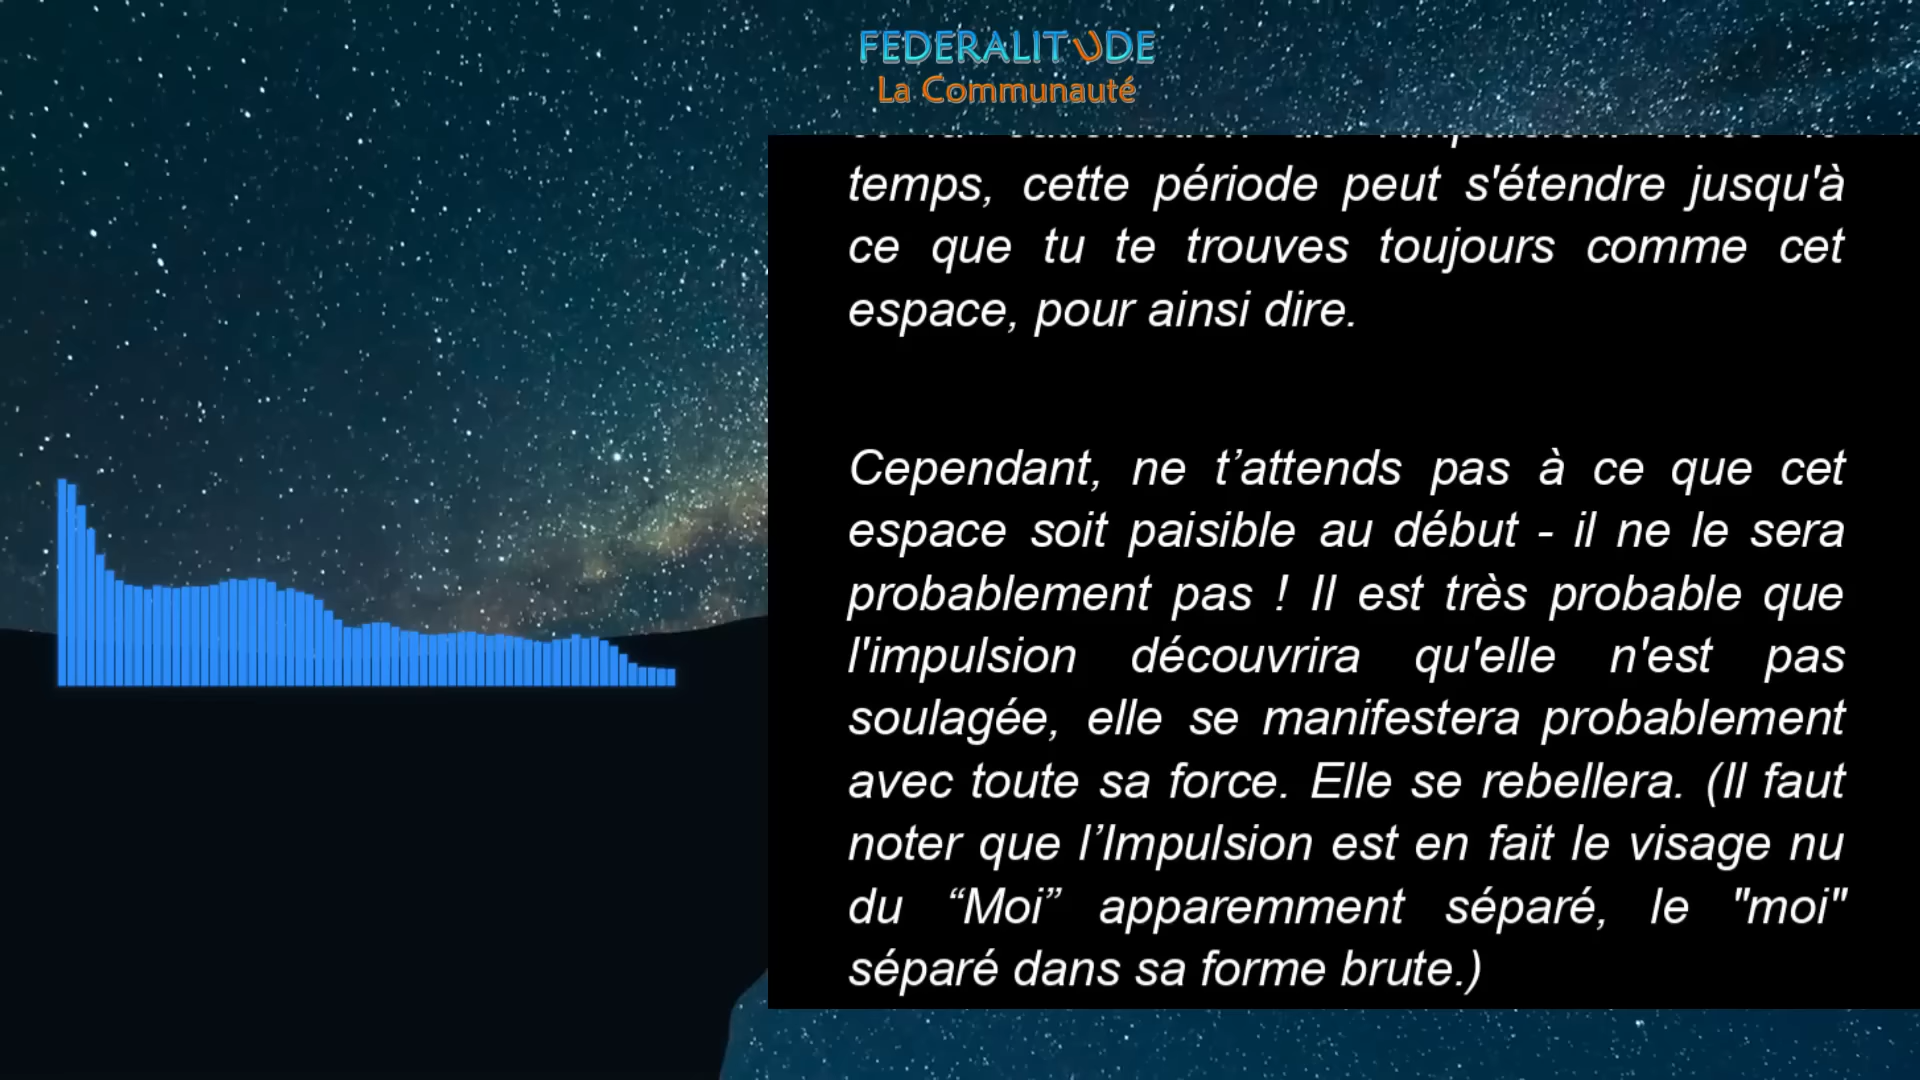 FEDERALITUDE
La Communauté
temps, cette période peut s'étendre jusqu'à
ce que tu te trouves toujours comme cet
espace, pour ainsi dire.
Cependant, ne t’attends pas à ce que cet
espace soit paisible au début - il ne le sera
probablement pas ! Il est très probable que
l'impulsion découvrira qu'elle n'est pas
soulagée, elle se manifestera probablement
avec toute sa force. Elle se rebellera. (Il faut
noter que l’Impulsion est en fait le visage nu
du “Moi” apparemment séparé, le "moi"
séparé dans sa forme brute.)